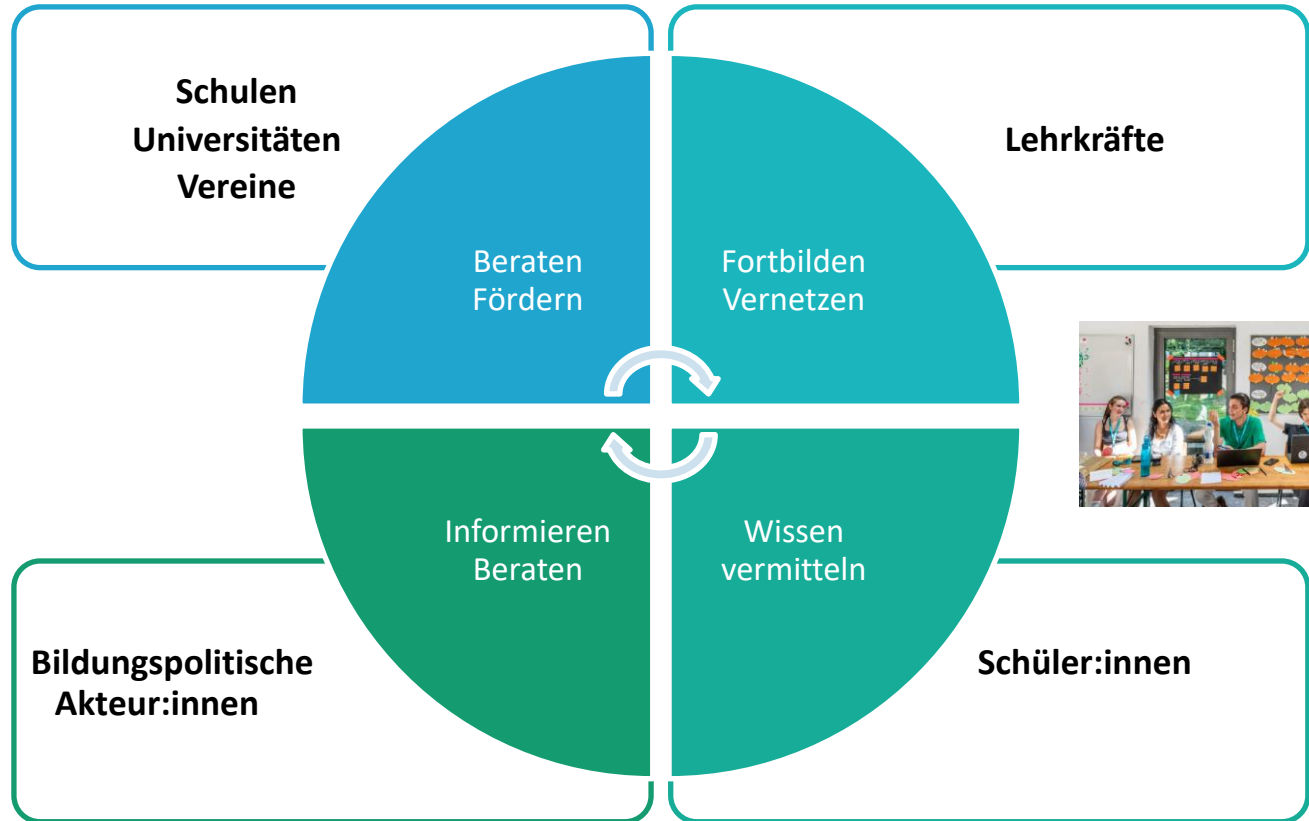 Schulen
Universitäten
Vereine
Beraten
Fördern
Lehrkräfte
Fortbilden
Vernetzen
Bildungspolitische
Akteur:innen
Informieren
Beraten
Schüler:innen
Wissen
vermitteln